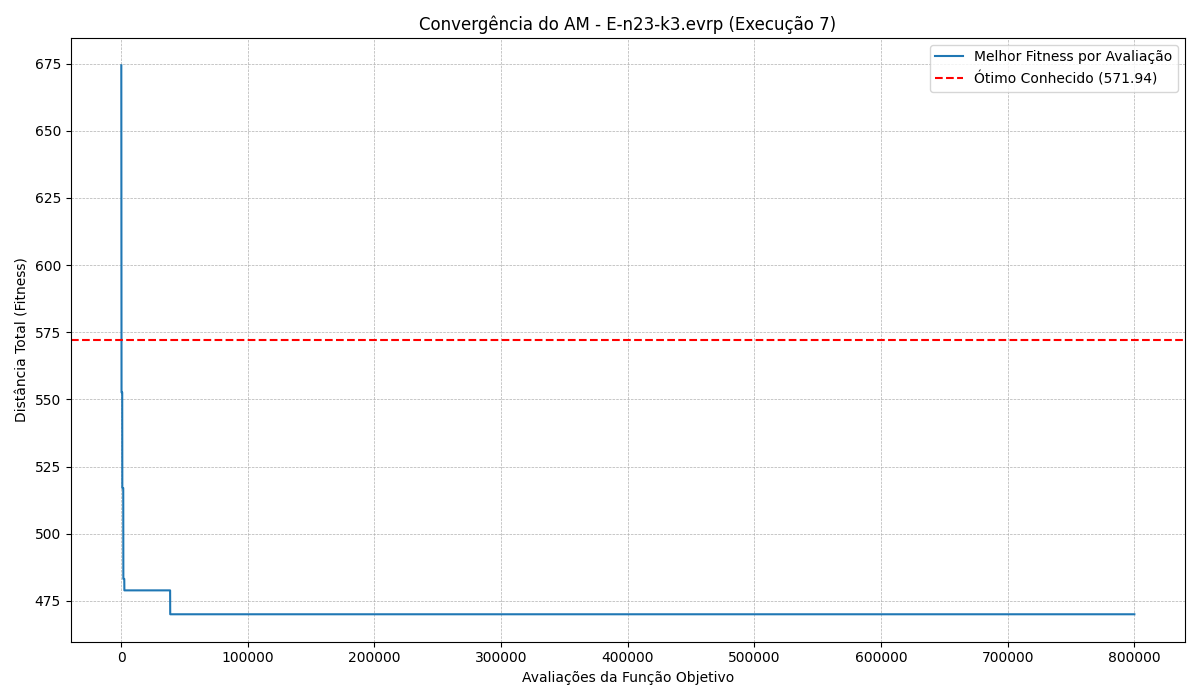 Convergência do AM - E-n23-k3.evrp (Execução 7)
Melhor Fitness por Avaliação
Ótimo Conhecido (571.94)
Distância Total (Fitness)
675
650
625
600
575
550
525
500
475
0 100000 200000 300000 400000 500000 600000 700000 800000
Avaliações da Função Objetivo